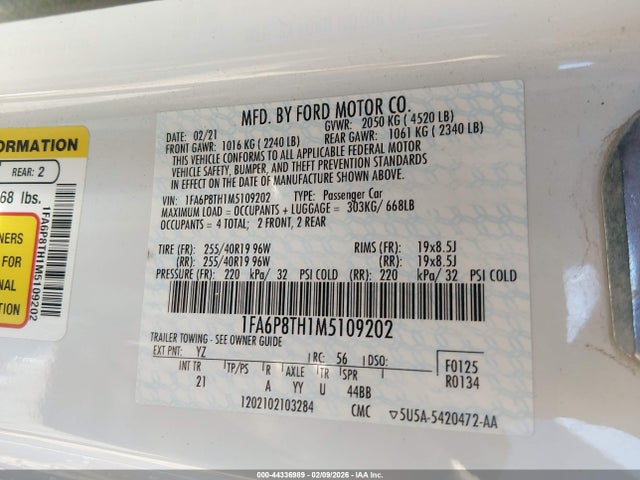 MFD. BY FORD MOTOR CO.
DATE: 02/21 GVWR: 2050 KG ( 4520 LB)
FRONT GAWR: 1016 KG ( 2240 LB) REAR GAWR: 1061 KG ( 2340 LB)
THIS VEHICLE CONFORMS TO ALL APPLICABLE FEDERAL MOTOR
VEHICLE SAFETY, BUMPER, AND THEFT PREVENTION STANDARDS
IN EFFECT ON THE DATE OF MANUFACTURE SHOWN ABOVE.
VIN: 1FA6P8TH1M5109202 TYPE: Passenger Car
MAXIMUM LOAD = OCCUPANTS + LUGGAGE = 303KG/ 668LB
OCCUPANTS = 4 TOTAL; 2 FRONT, 2 REAR
TIRE (FR): 255/40R19 96W RIMS (FR): 19x8.5J
(RR): 255/40R19 96W (RR): 19x8.5J
PRESSURE (FR): 220 kPa/ 32 PSI COLD (RR): 220 kPa/ 32 PSI COLD
1FA6P8TH1M5109202
TRAILER TOWING - SEE OWNER GUIDE
EXT PNT: YZ RC: 56 DSO: F0125
INT TR TP/PS R AXLE TR SPR R0134
21 A YY U 44BB
1202102103284 CMC 5U5A-5420472-AA
ORMATION
REAR: 2
68 lbs.
NERS
FOR
NAL
TION
1FA6P8TH1M5109202
000-44336989 - 02/09/2026 - IAA, Inc.